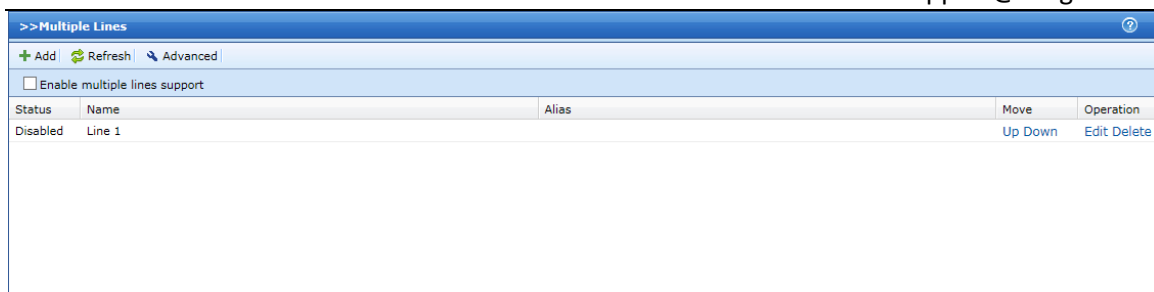 >>Multiple Lines
Add Refresh Advanced
Enable multiple lines support
Status Name Alias Move Operation
Disabled Line 1 Up Down Edit Delete